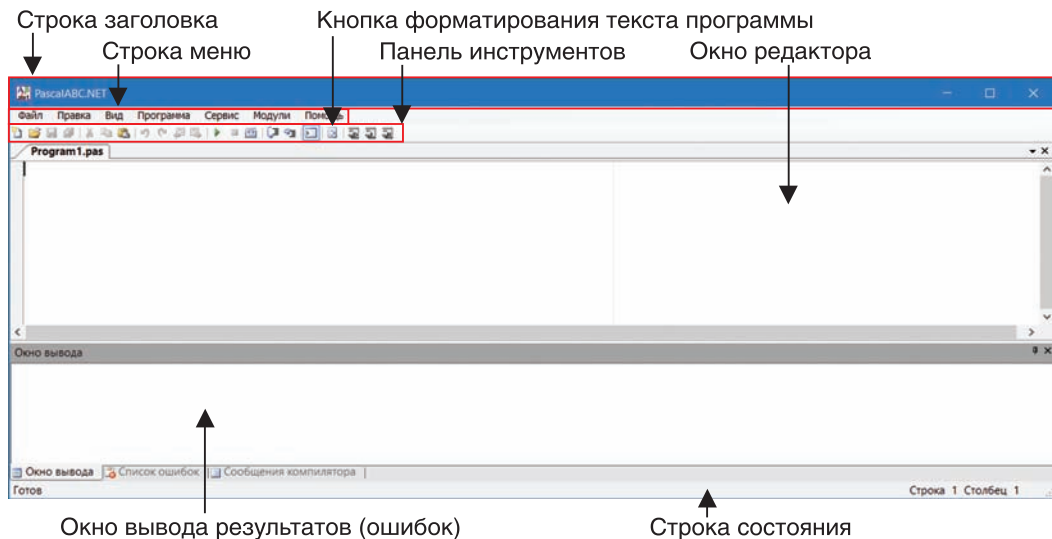 Строка заголовка
Кнопка форматирования текста программы
Строка меню
Панель инструментов
Окно редактора
PascalABC.NET
Файл Правка Вид Программа Сервис Модули Помощь
Program1.pas
Окно вывода
Окно вывода Список ошибок Сообщения компилятора
Готов
Строка 1 Столбец 1
Окно вывода результатов (ошибок)
Строка состояния